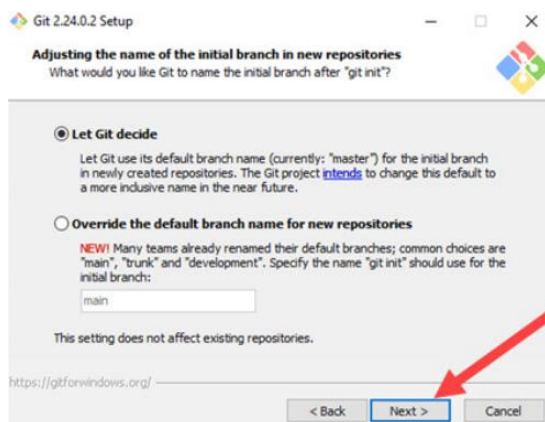 Git 2.24.0.2 Setup
Adjusting the name of the initial branch in new repositories
What would you like Git to name the initial branch after "git init"?
Let Git decide
Let Git use its default branch name (currently: "master") for the initial branch
in newly created repositories. The Git project intends to change this default to
a more inclusive name in the near future.
Override the default branch name for new repositories
NEW! Many teams already renamed their default branches; common choices are
"main", "trunk" and "development". Specify the name "git init" should use for the
initial branch:
main
This setting does not affect existing repositories.
https://gitforwindows.org/
< Back Next > Cancel